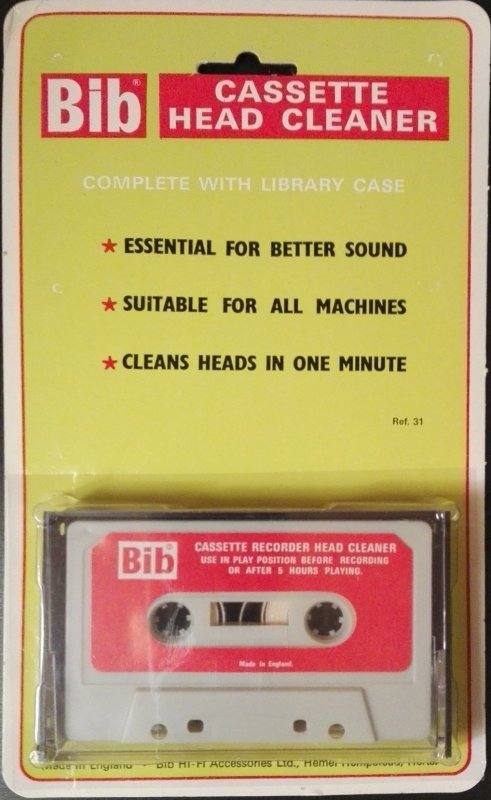 Bib®
CASSETTE
HEAD CLEANER
COMPLETE WITH LIBRARY CASE
★ ESSENTIAL FOR BETTER SOUND
★ SUiTABLE FOR ALL MACHINES
★ CLEANS HEADS IN ONE MINUTE
Ref. 31
Bib®
CASSETTE RECORDER HEAD CLEANER
USE IN PLAY POSITION BEFORE RECORDING
OR AFTER 5 HOURS PLAYING.
Made in England.
Made in England • Bib Hi-Fi Accessories Ltd., Hemel Hempstead, Herts.